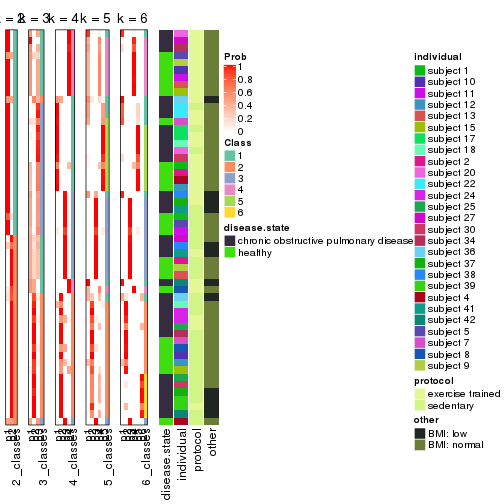 k = 2 k = 3 k = 4 k = 5 k = 6
Prob
1
0.8
0.6
0.4
0.2
0
Class
1
2
3
4
5
6
disease.state
chronic obstructive pulmonary disease
healthy
individual
subject 1
subject 10
subject 11
subject 12
subject 13
subject 15
subject 17
subject 18
subject 2
subject 20
subject 22
subject 24
subject 25
subject 27
subject 30
subject 34
subject 36
subject 37
subject 38
subject 39
subject 4
subject 41
subject 42
subject 5
subject 7
subject 8
subject 9
protocol
exercise trained
sedentary
other
BMI: low
BMI: normal
2_classes
3_classes
4_classes
5_classes
6_classes
disease.state
individual
protocol
other